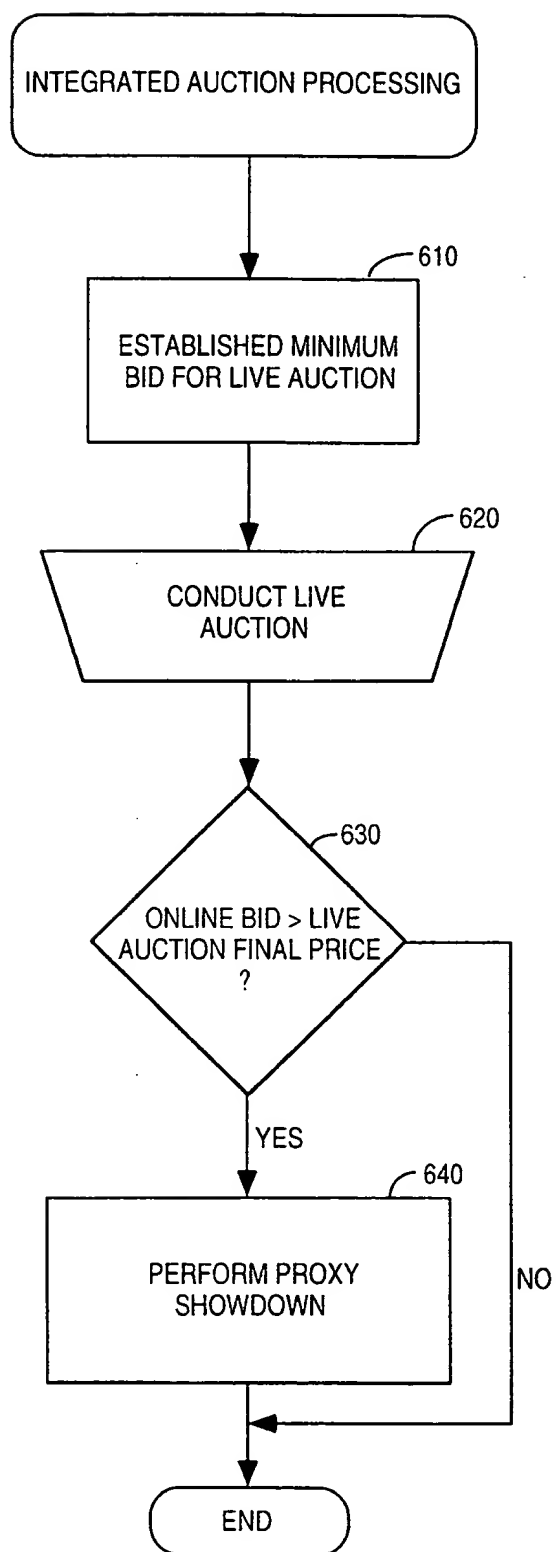 INTEGRATED AUCTION PROCESSING
610
ESTABLISHED MINIMUM
BID FOR LIVE AUCTION
620
CONDUCT LIVE
AUCTION
630
ONLINE BID > LIVE
AUCTION FINAL PRICE
?
YES
640
PERFORM PROXY
SHOWDOWN
NO
END